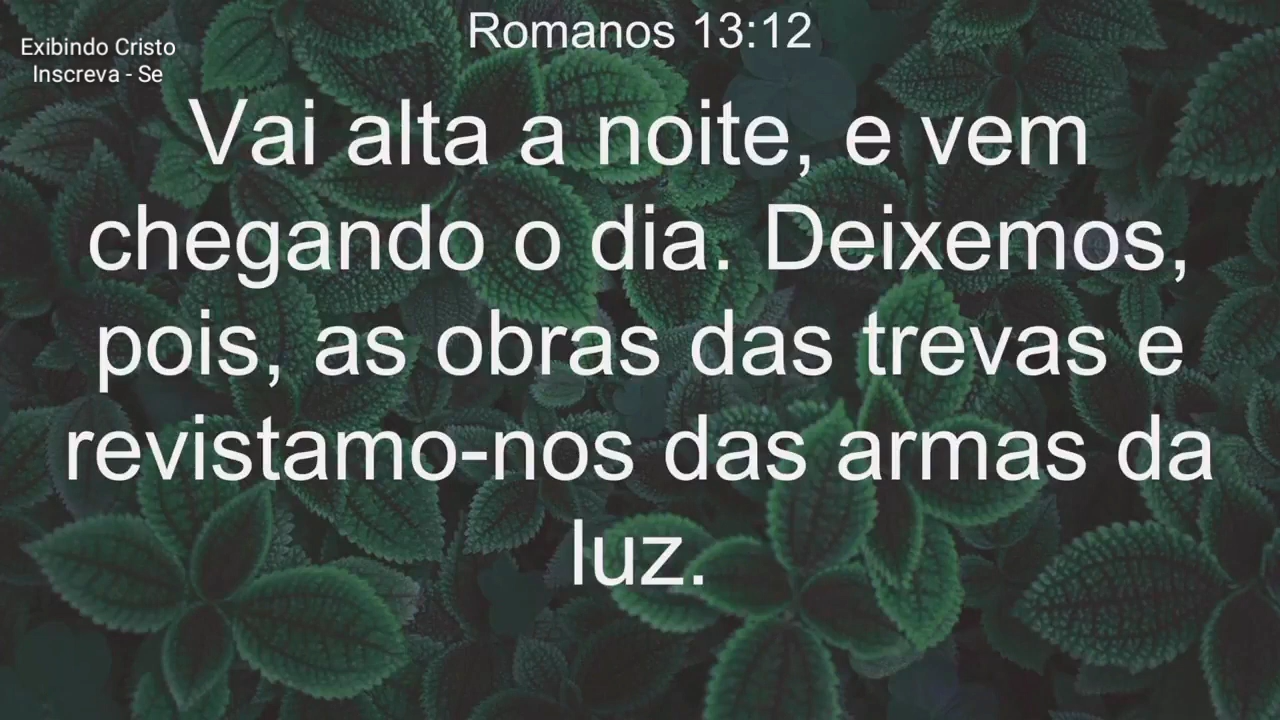 Romanos 13:12
Exibindo Cristo
Inscreva - Se
Vai alta a noite, e vem
chegando o dia. Deixemos,
pois, as obras das trevas e
revistamo-nos das armas da
luz.